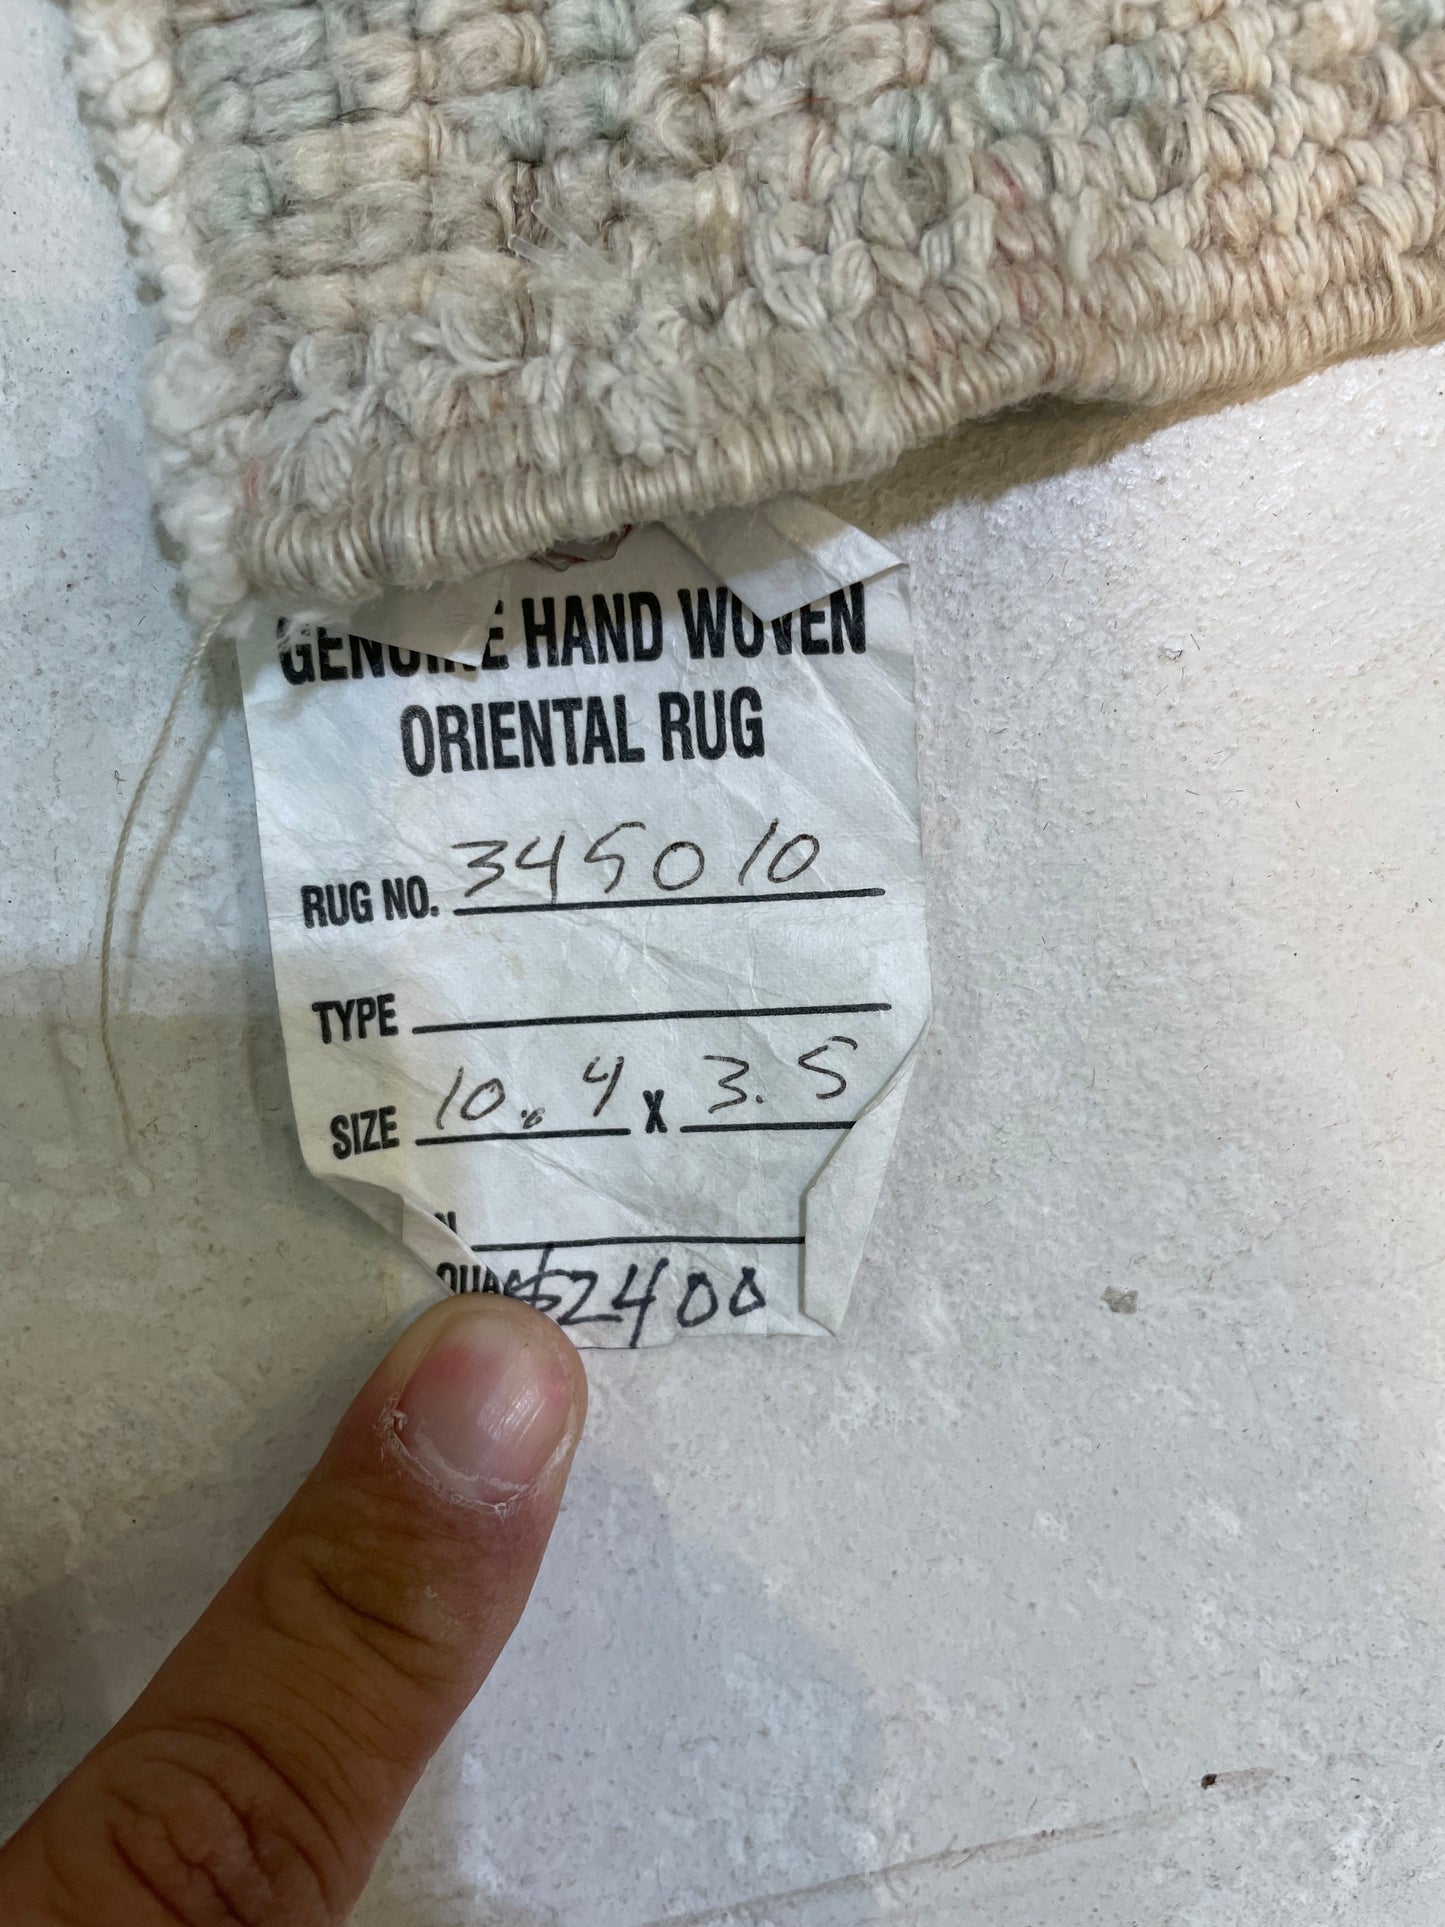 GENUINE HAND WOVEN
ORIENTAL RUG
RUG NO. 345010
TYPE
SIZE 10.4 X 3.5
$2400